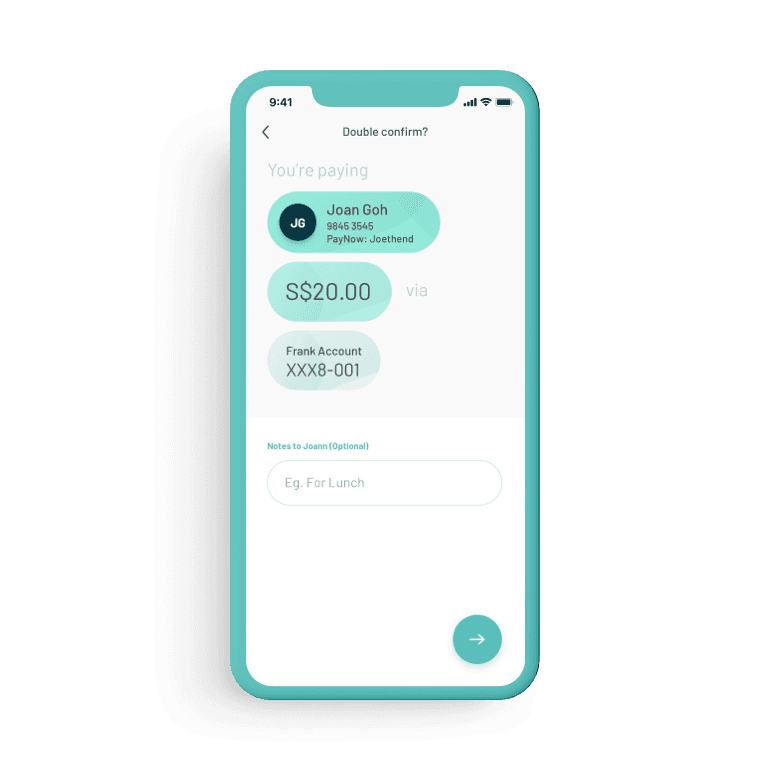 9:41
Double confirm?
You're paying
JG
Joan Goh
9845 3545
PayNow: Joethend
S$20.00
via
Frank Account
XXX8-001
Notes to Joann (Optional)
Eg. For Lunch